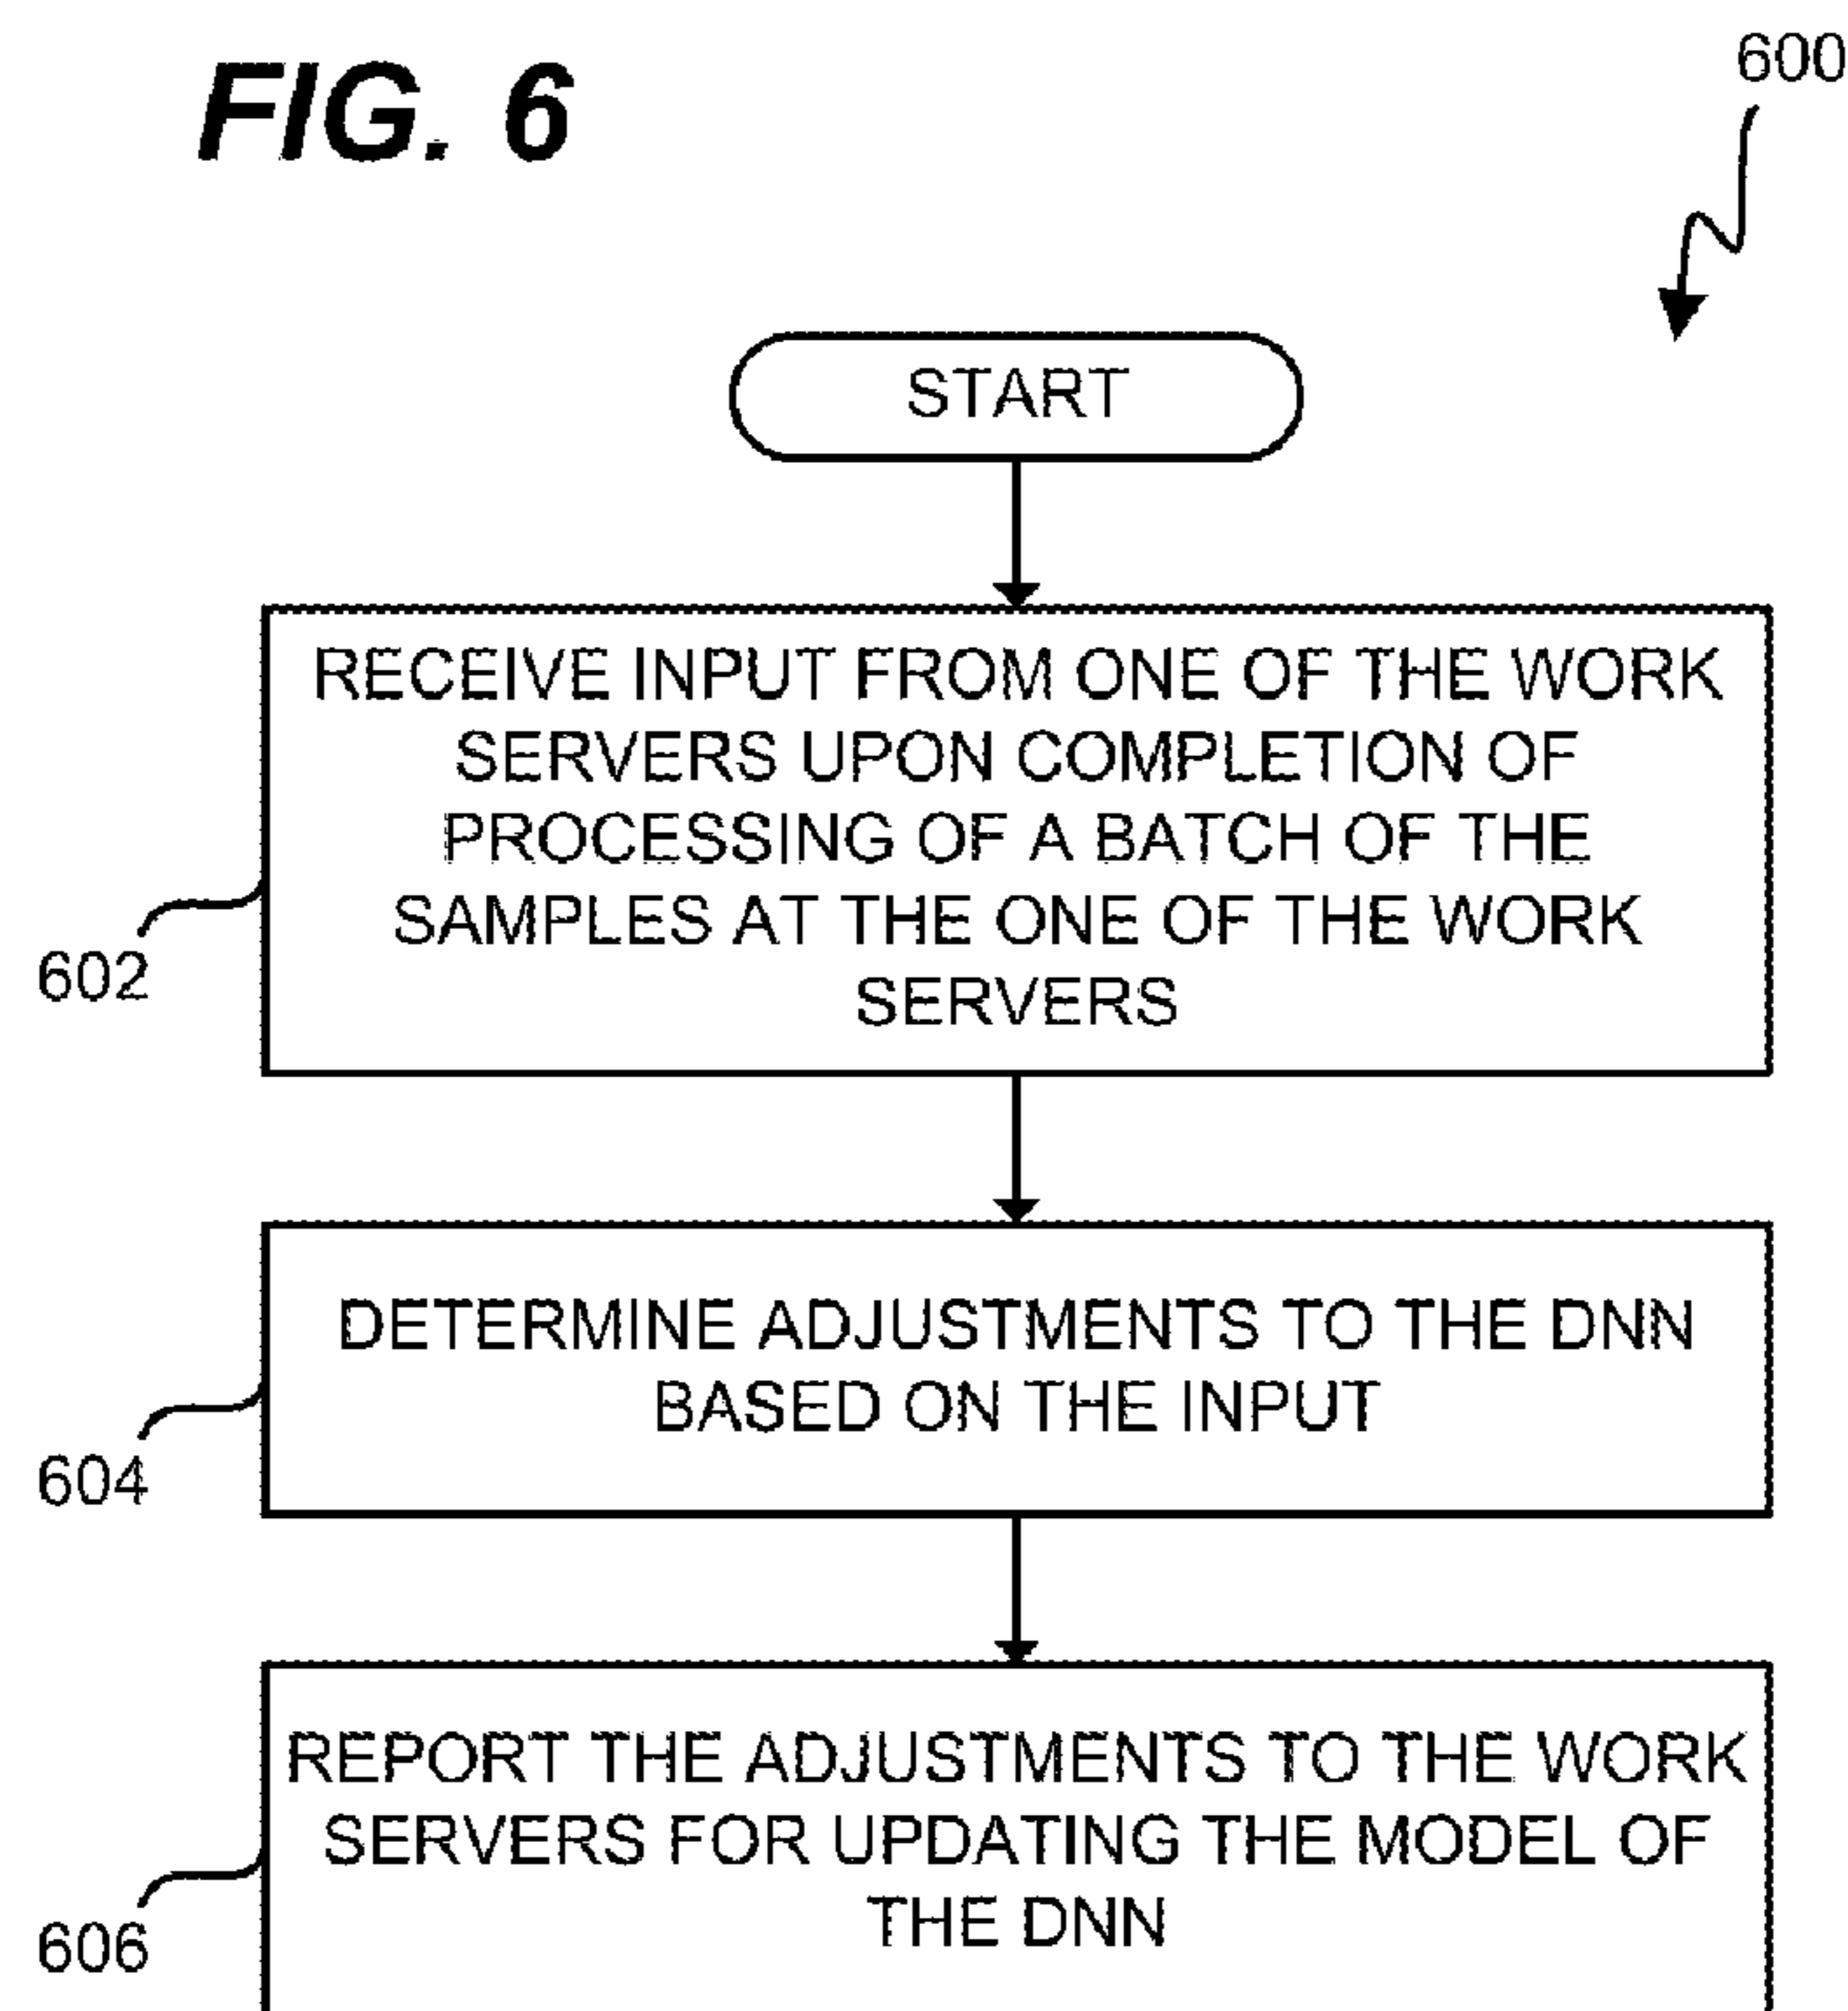 FIG. 6
600
START
RECEIVE INPUT FROM ONE OF THE WORK
SERVERS UPON COMPLETION OF
PROCESSING OF A BATCH OF THE
SAMPLES AT THE ONE OF THE WORK
SERVERS
602
DETERMINE ADJUSTMENTS TO THE DNN
BASED ON THE INPUT
604
REPORT THE ADJUSTMENTS TO THE WORK
SERVERS FOR UPDATING THE MODEL OF
THE DNN
606